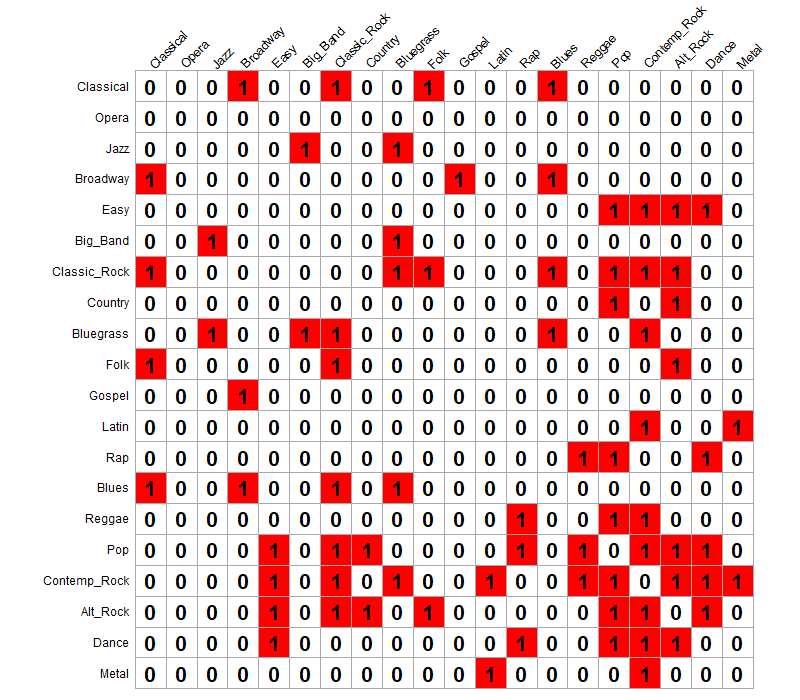 Classical Opera Jazz Broadway Easy Big_Band Classic_Rock Country Bluegrass Folk Gospel Latin Rap Blues Reggae Pop Contemp_Rock Alt_Rock Dance Metal
Classical 0 0 0 1 0 0 1 0 0 1 0 0 0 1 0 0 0 0 0 0
Opera 0 0 0 0 0 0 0 0 0 0 0 0 0 0 0 0 0 0 0 0
Jazz 0 0 0 0 0 1 0 0 1 0 0 0 0 0 0 0 0 0 0 0
Broadway 1 0 0 0 0 0 0 0 0 0 1 0 0 1 0 0 0 0 0 0
Easy 0 0 0 0 0 0 0 0 0 0 0 0 0 0 0 1 1 1 1 0
Big_Band 0 0 1 0 0 0 0 0 1 0 0 0 0 0 0 0 0 0 0 0
Classic_Rock 1 0 0 0 0 0 0 0 1 1 0 0 0 1 0 1 1 1 0 0
Country 0 0 0 0 0 0 0 0 0 0 0 0 0 0 0 1 0 1 0 0
Bluegrass 0 0 1 0 0 1 1 0 0 0 0 0 0 1 0 0 1 0 0 0
Folk 1 0 0 0 0 0 1 0 0 0 0 0 0 0 0 0 0 1 0 0
Gospel 0 0 0 1 0 0 0 0 0 0 0 0 0 0 0 0 0 0 0 0
Latin 0 0 0 0 0 0 0 0 0 0 0 0 0 0 0 0 1 0 0 1
Rap 0 0 0 0 0 0 0 0 0 0 0 0 0 0 1 1 0 0 1 0
Blues 1 0 0 1 0 0 1 0 1 0 0 0 0 0 0 0 0 0 0 0
Reggae 0 0 0 0 0 0 0 0 0 0 0 0 1 0 0 1 1 0 0 0
Pop 0 0 0 0 1 0 1 1 0 0 0 0 1 0 1 0 1 1 1 0
Contemp_Rock 0 0 0 0 1 0 1 0 1 0 0 1 0 0 1 1 0 1 1 1
Alt_Rock 0 0 0 0 1 0 1 1 0 1 0 0 0 0 0 1 1 0 1 0
Dance 0 0 0 0 1 0 0 0 0 0 0 0 1 0 0 1 1 1 0 0
Metal 0 0 0 0 0 0 0 0 0 0 0 1 0 0 0 0 1 0 0 0